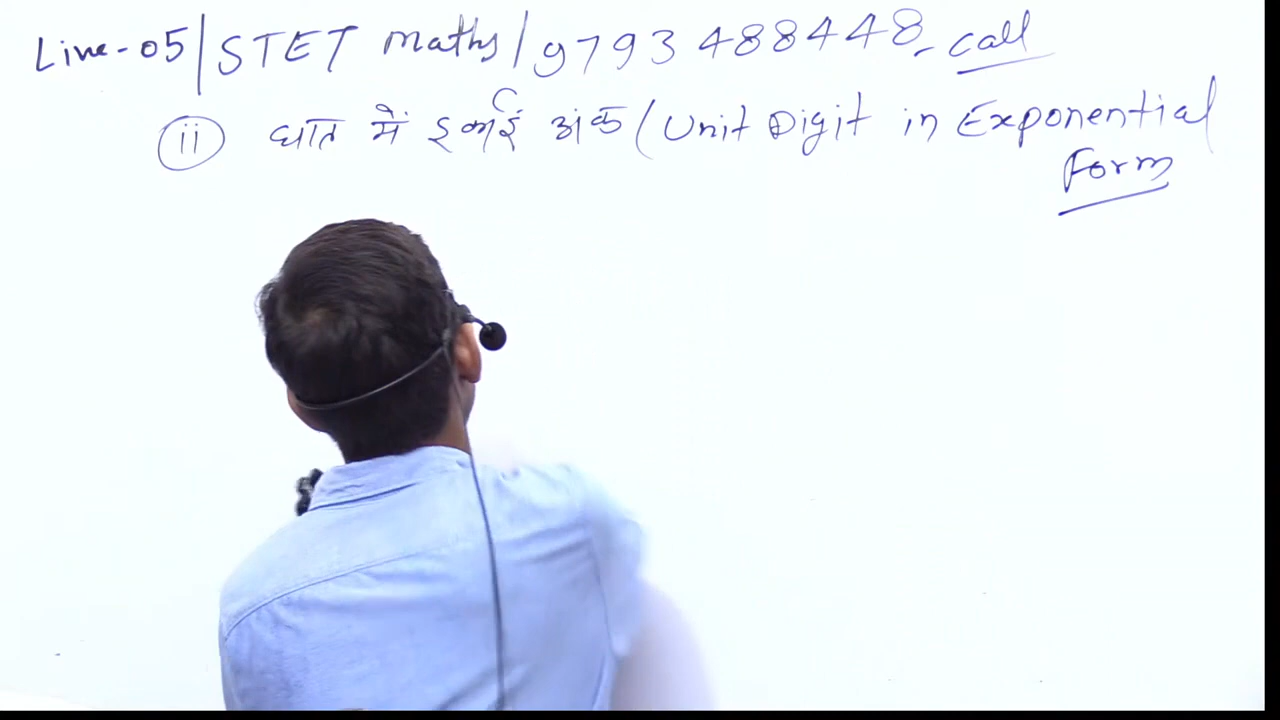 Live-05/STET maths/9793488448-call
(ii) घात में इकाई अंक (Unit Digit in Exponential
Form